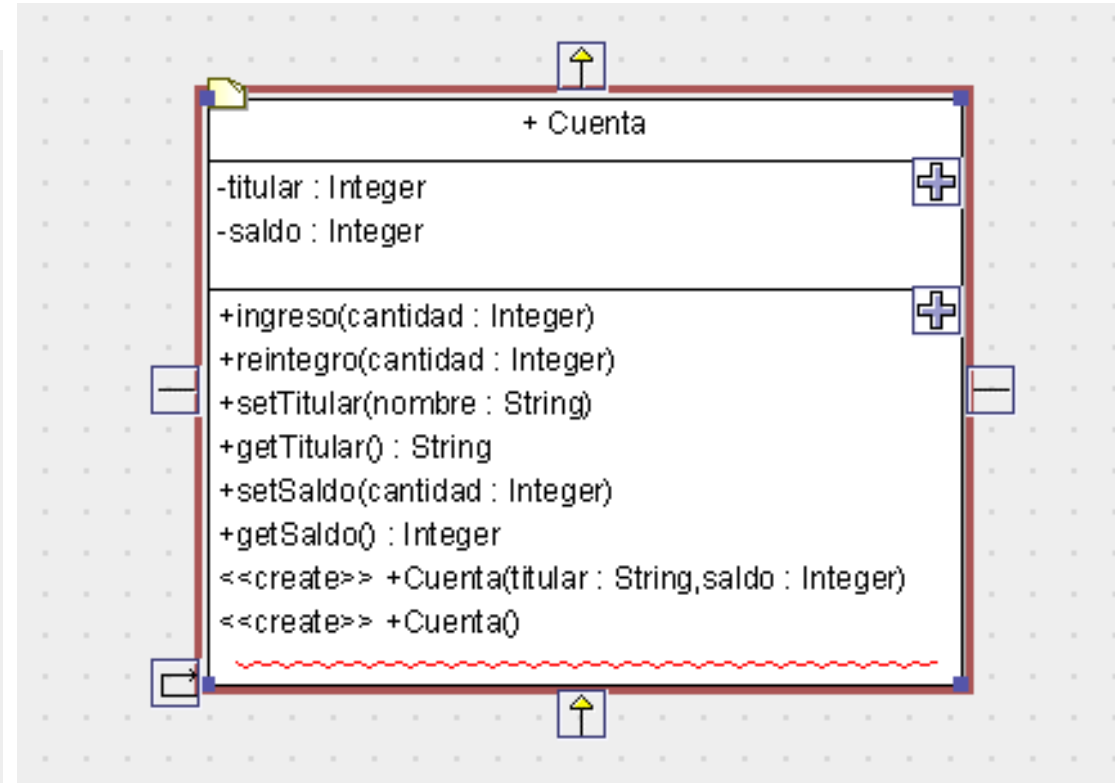 + Cuenta
-titular : Integer
-saldo : Integer
+ingreso(cantidad : Integer)
+reintegro(cantidad : Integer)
+setTitular(nombre : String)
+getTitular() : String
+setSaldo(cantidad : Integer)
+getSaldo() : Integer
<<create>> +Cuenta(titular : String,saldo : Integer)
<<create>> +Cuenta()